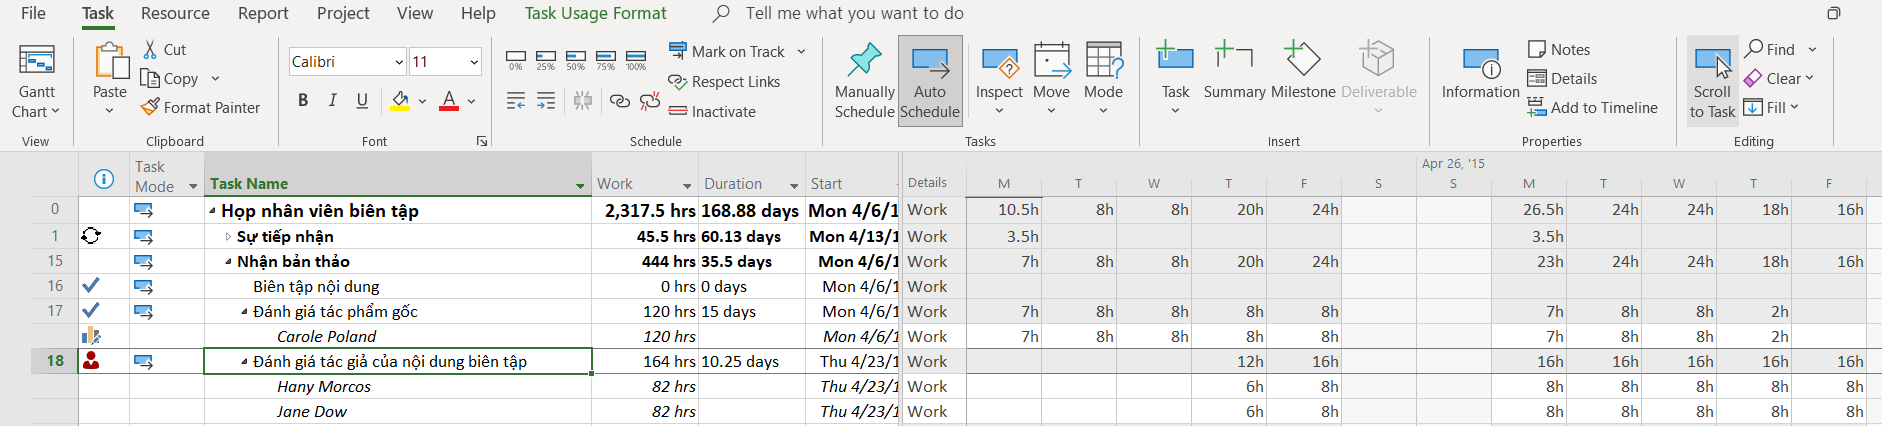 File Task Resource Report Project View Help Task Usage Format Tell me what you want to do
Gantt Chart
View
Paste
Cut
Copy
Format Painter
Clipboard
Calibri 11
B I U A
Font
0% 25% 50% 75% 100%
Mark on Track
Respect Links
Inactivate
Schedule
Manually Schedule
Auto Schedule
Inspect
Move
Mode
Tasks
Task
Summary
Milestone
Deliverable
Insert
Information
Notes
Details
Add to Timeline
Properties
Scroll to Task
Find
Clear
Fill
Editing
Apr 26, '15
Task Mode Task Name Work Duration Start Details M T W T F S S M T W T F
0 Họp nhân viên biên tập 2,317.5 hrs 168.88 days Mon 4/6/1 Work 10.5h 8h 8h 20h 24h 26.5h 24h 24h 18h 16h
1 Sự tiếp nhận 45.5 hrs 60.13 days Mon 4/13/1 Work 3.5h 3.5h
15 Nhận bản thảo 444 hrs 35.5 days Mon 4/6/1 Work 7h 8h 8h 20h 24h 23h 24h 24h 18h 16h
16 Biên tập nội dung 0 hrs 0 days Mon 4/6/1 Work
17 Đánh giá tác phẩm gốc 120 hrs 15 days Mon 4/6/1 Work 7h 8h 8h 8h 8h 7h 8h 8h 2h
Carole Poland 120 hrs Mon 4/6/1 Work 7h 8h 8h 8h 8h 7h 8h 8h 2h
18 Đánh giá tác giả của nội dung biên tập 164 hrs 10.25 days Thu 4/23/1 Work 12h 16h 16h 16h 16h 16h 16h
Hany Morcos 82 hrs Thu 4/23/1 Work 6h 8h 8h 8h 8h 8h 8h
Jane Dow 82 hrs Thu 4/23/1 Work 6h 8h 8h 8h 8h 8h 8h